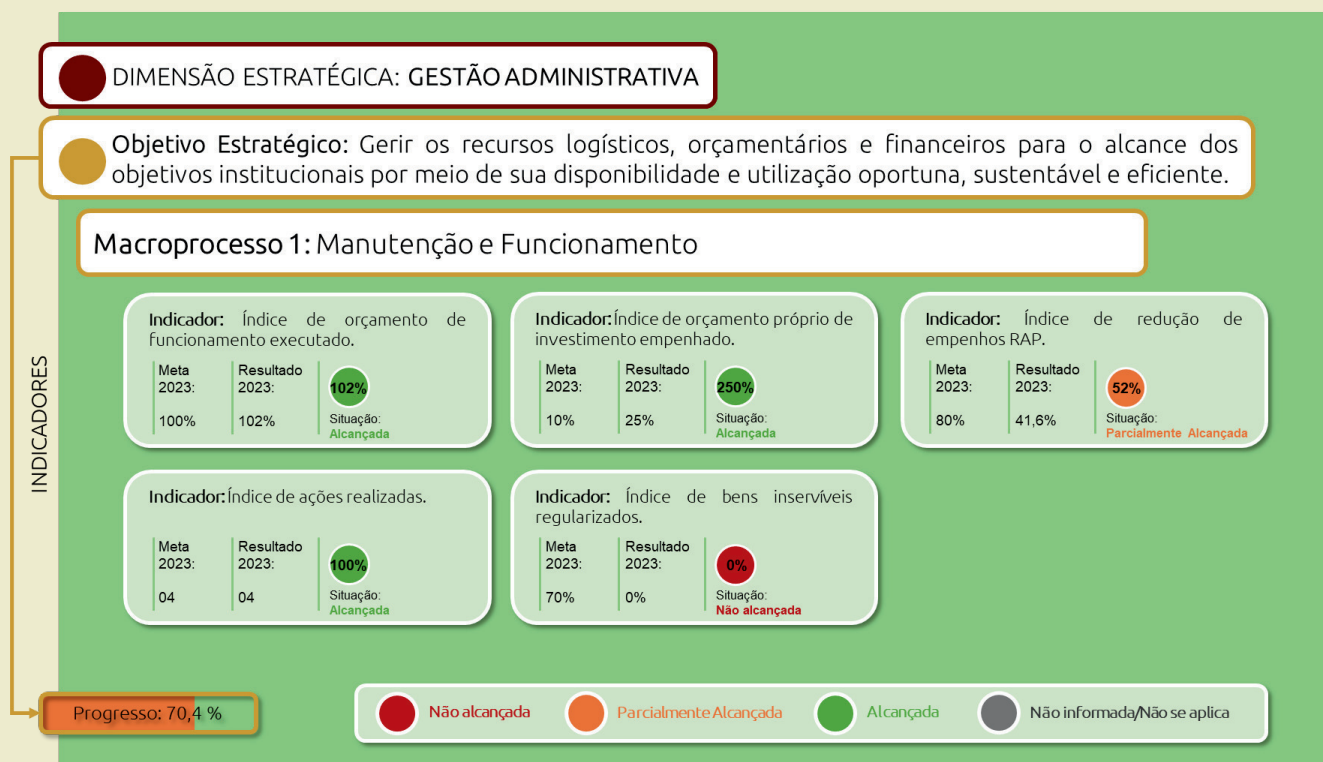 DIMENSÃO ESTRATÉGICA: GESTÃO ADMINISTRATIVA
Objetivo Estratégico: Gerir os recursos logísticos, orçamentários e financeiros para o alcance dos
objetivos institucionais por meio de sua disponibilidade e utilização oportuna, sustentável e eficiente.
Macroprocesso 1: Manutenção e Funcionamento
INDICADORES
Indicador: Índice de orçamento de
funcionamento executado.
Meta
2023:
100%
Resultado
2023:
102%
102%
Situação:
Alcançada
Indicador: Índice de orçamento próprio de
investimento empenhado.
Meta
2023:
10%
Resultado
2023:
25%
250%
Situação:
Alcançada
Indicador: Índice de redução de
empenhos RAP.
Meta
2023:
80%
Resultado
2023:
41,6%
52%
Situação:
Parcialmente Alcançada
Indicador: Índice de ações realizadas.
Meta
2023:
04
Resultado
2023:
04
100%
Situação:
Alcançada
Indicador: Índice de bens inservíveis
regularizados.
Meta
2023:
70%
Resultado
2023:
0%
0%
Situação:
Não alcançada
Progresso: 70,4 %
Não alcançada
Parcialmente Alcançada
Alcançada
Não informada/Não se aplica